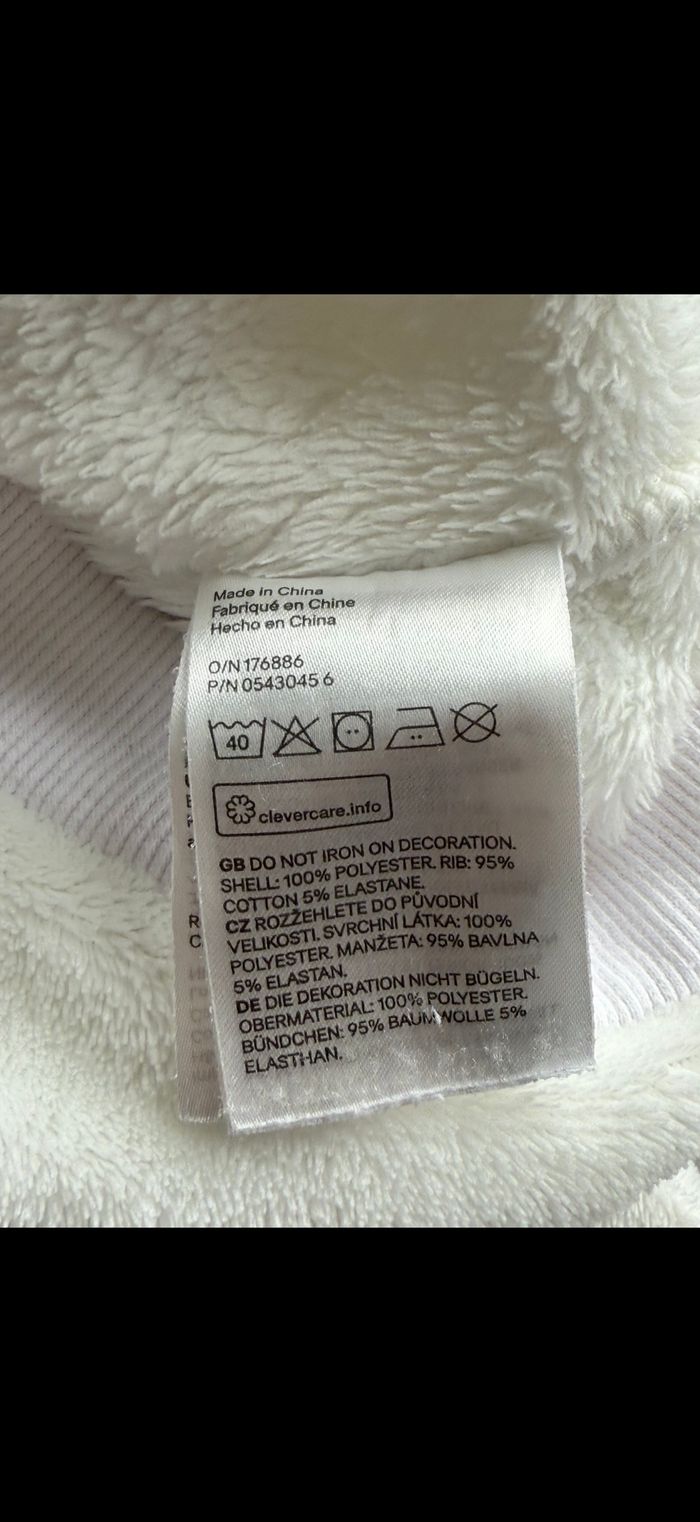 Made in China
Fabriqué en Chine
Hecho en China
O/N 176886
P/N 0543045 6
40
clevercare.info
GB DO NOT IRON ON DECORATION.
SHELL: 100% POLYESTER. RIB: 95%
COTTON 5% ELASTANE.
CZ ROZŽEHLETE DO PŮVODNÍ
VELIKOSTI. SVRCHNÍ LÁTKA: 100%
POLYESTER. MANŽETA: 95% BAVLNA
5% ELASTAN.
DE DIE DEKORATION NICHT BÜGELN.
OBERMATERIAL: 100% POLYESTER.
BÜNDCHEN: 95% BAUMWOLLE 5%
ELASTHAN.
R
C